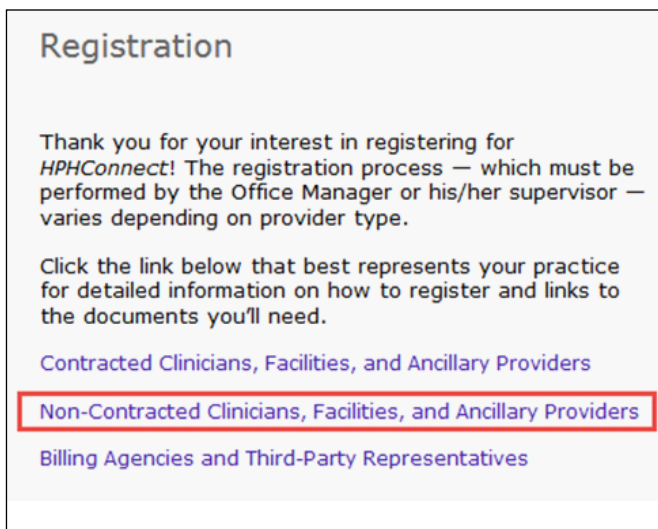 Registration
Thank you for your interest in registering for
HPHConnect! The registration process — which must be
performed by the Office Manager or his/her supervisor —
varies depending on provider type.
Click the link below that best represents your practice
for detailed information on how to register and links to
the documents you'll need.
Contracted Clinicians, Facilities, and Ancillary Providers
Non-Contracted Clinicians, Facilities, and Ancillary Providers
Billing Agencies and Third-Party Representatives